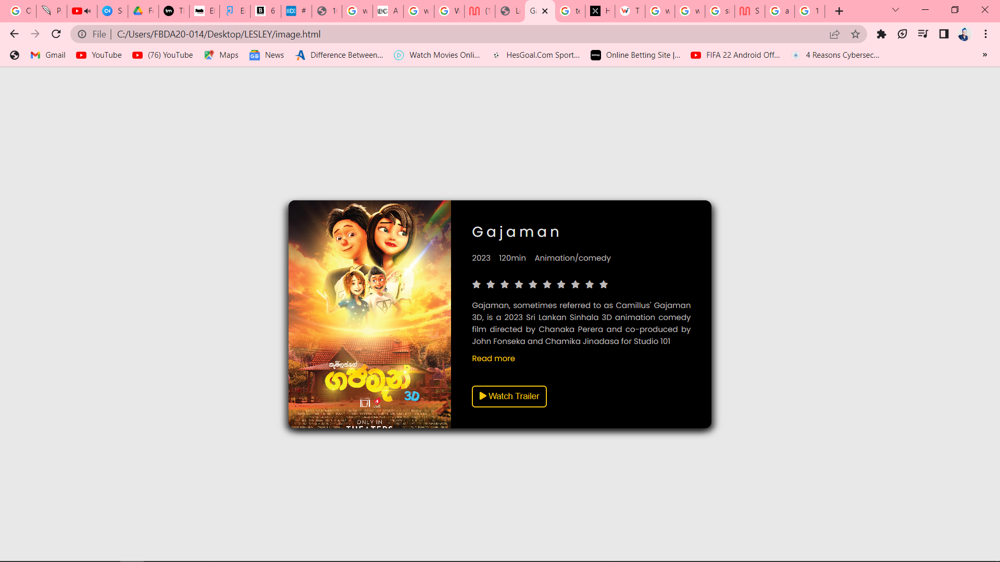 File
C:/Users/FBDA20-014/Desktop/LESLEY/image.html
Gmail
YouTube
(76) YouTube
Maps
News
Difference Between...
Watch Movies Onli...
HesGoal.Com Sport...
Online Betting Site |...
FIFA 22 Android Off...
4 Reasons Cybersec...
»
කැමිලස්ගේ
ගජමෑන්
3D
ONLY IN
THEATERS
Gajaman
2023 120min Animation/comedy
Gajaman, sometimes referred to as Camillus' Gajaman
3D, is a 2023 Sri Lankan Sinhala 3D animation comedy
film directed by Chanaka Perera and co-produced by
John Fonseka and Chamika Jinadasa for Studio 101
Read more
Watch Trailer